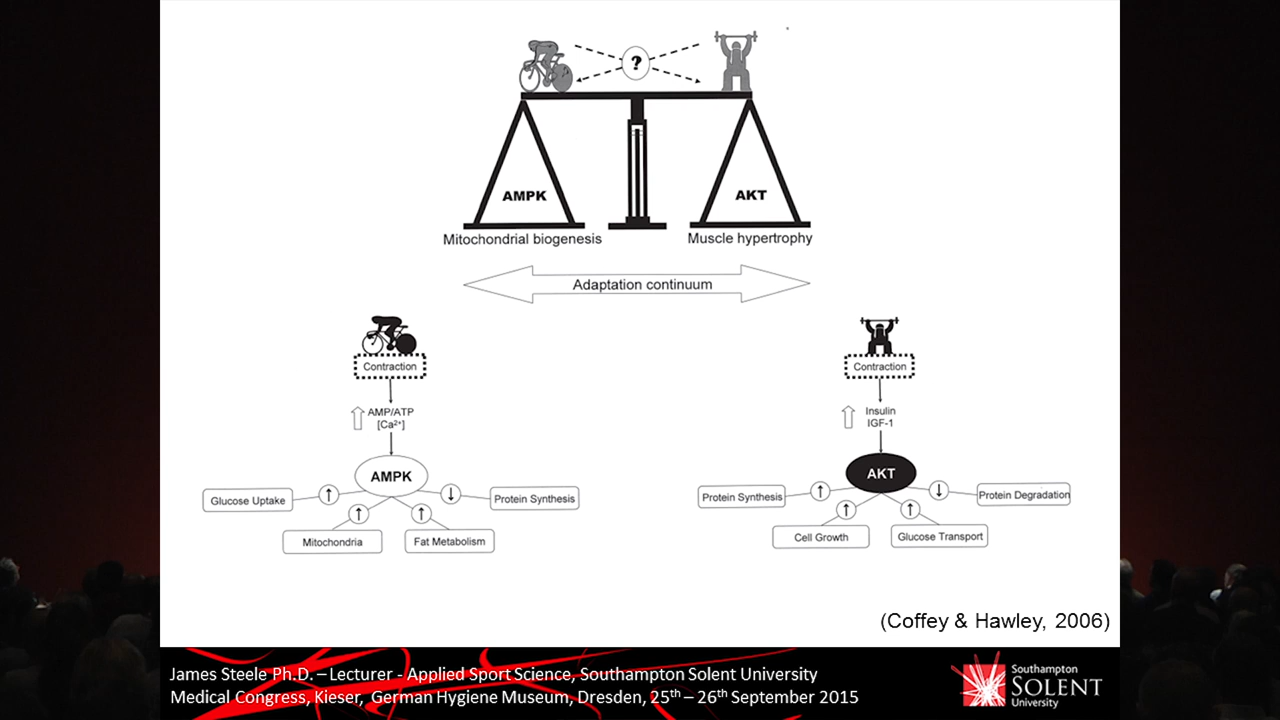 ?
AMPK
AKT
Mitochondrial biogenesis
Muscle hypertrophy
Adaptation continuum
Contraction
AMP/ATP
[Ca²⁺]
AMPK
Glucose Uptake
Protein Synthesis
Mitochondria
Fat Metabolism
Contraction
Insulin
IGF-1
AKT
Protein Synthesis
Protein Degradation
Cell Growth
Glucose Transport
(Coffey & Hawley, 2006)
James Steele Ph.D. – Lecturer - Applied Sport Science, Southampton Solent University
Medical Congress, Kieser, German Hygiene Museum, Dresden, 25th – 26th September 2015
Southampton
SOLENT
University